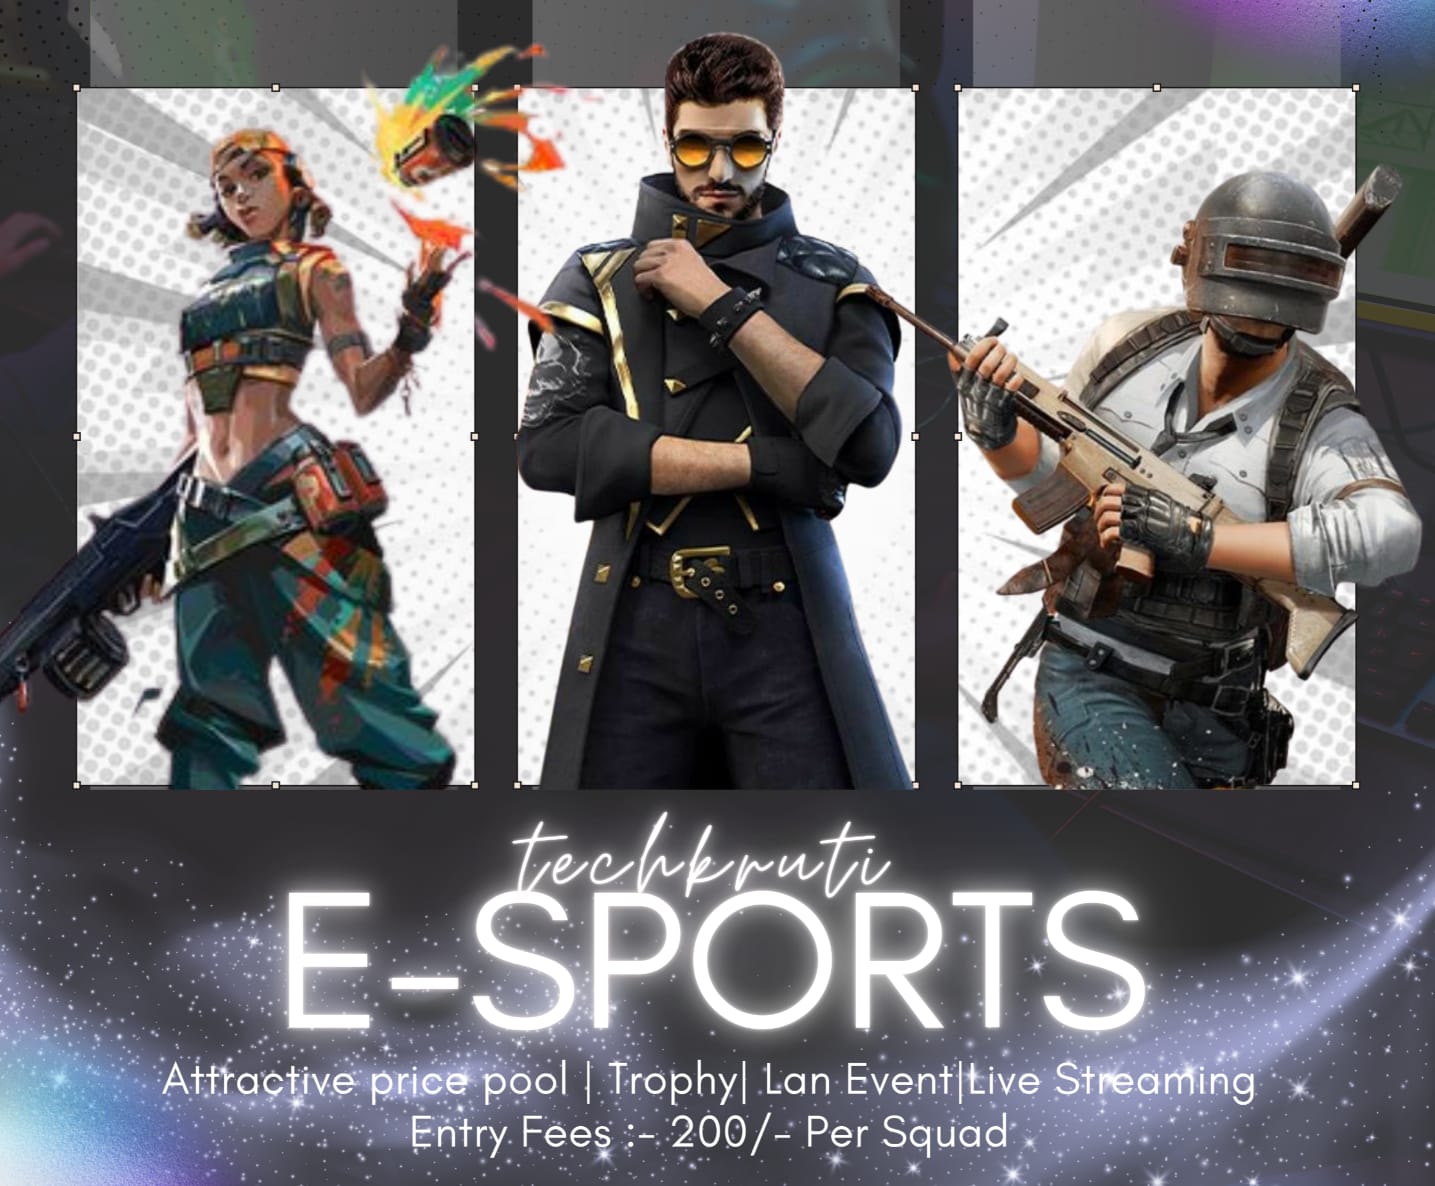 techkruti
E-SPORTS
Attractive price pool | Trophy| Lan Event|Live Streaming
Entry Fees :- 200/- Per Squad